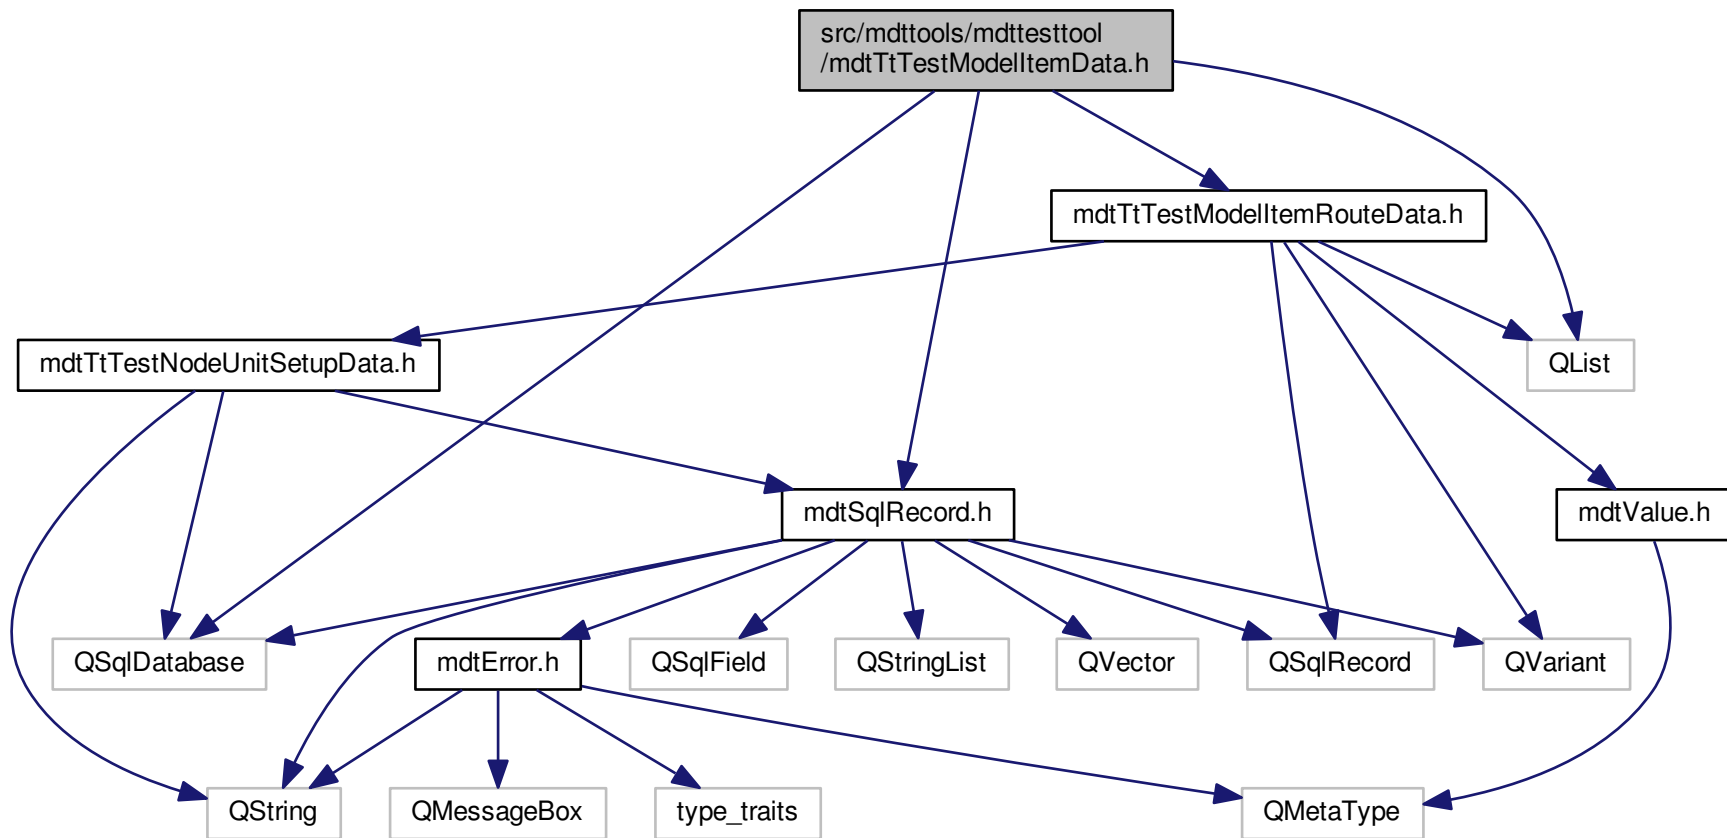 src/mdttools/mdttesttool
/mdtTtTestModelItemData.h
mdtTtTestModelItemRouteData.h
mdtTtTestNodeUnitSetupData.h
QList
mdtSqlRecord.h
mdtValue.h
QSqlDatabase
mdtError.h
QSqlField
QStringList
QVector
QSqlRecord
QVariant
QString
QMessageBox
type_traits
QMetaType